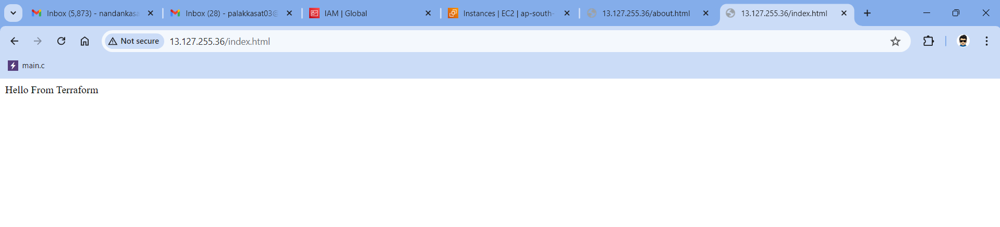 Inbox (5,873) - nandankasa
Inbox (28) - palakkasat03@
IAM | Global
Instances | EC2 | ap-south-
13.127.255.36/about.html
13.127.255.36/index.html
Not secure
13.127.255.36/index.html
main.c
Hello From Terraform